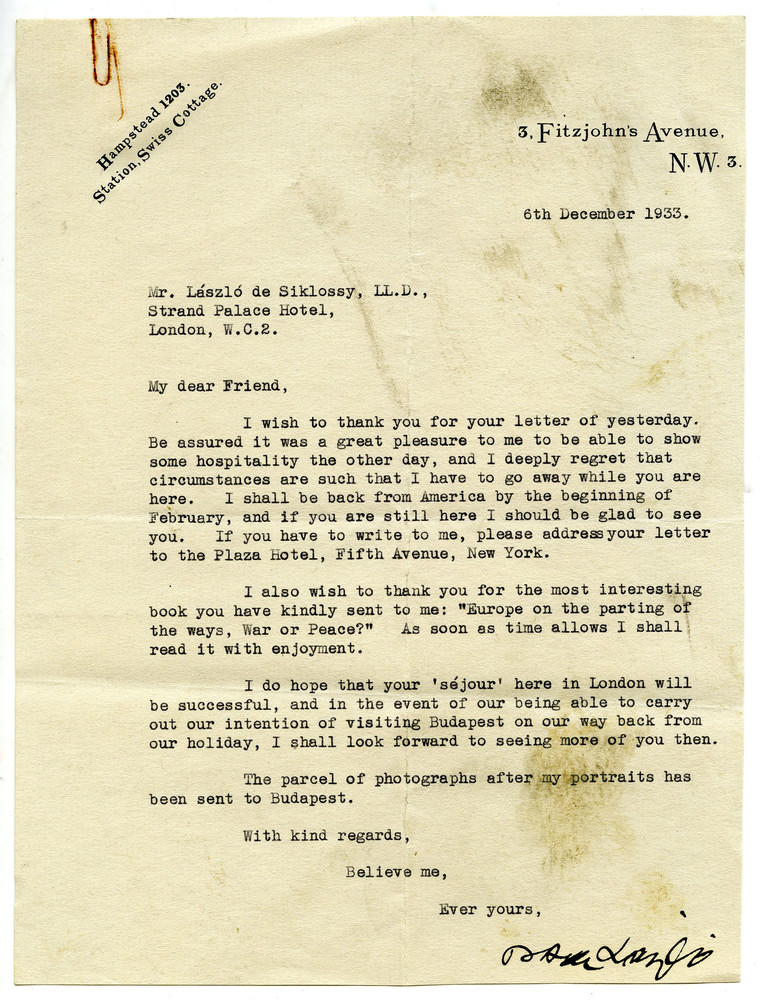 Hampstead 1203.
Station, Swiss Cottage.
3, Fitzjohn's Avenue,
N.W. 3.
6th December 1933.
Mr. László de Siklossy, LL.D.,
Strand Palace Hotel,
London, W.C.2.
My dear Friend,
I wish to thank you for your letter of yesterday.
Be assured it was a great pleasure to me to be able to show
some hospitality the other day, and I deeply regret that
circumstances are such that I have to go away while you are
here. I shall be back from America by the beginning of
February, and if you are still here I should be glad to see
you. If you have to write to me, please address your letter
to the Plaza Hotel, Fifth Avenue, New York.
I also wish to thank you for the most interesting
book you have kindly sent to me: "Europe on the parting of
the ways, War or Peace?" As soon as time allows I shall
read it with enjoyment.
I do hope that your 'séjour' here in London will
be successful, and in the event of our being able to carry
out our intention of visiting Budapest on our way back from
our holiday, I shall look forward to seeing more of you then.
The parcel of photographs after my portraits has
been sent to Budapest.
With kind regards,
Believe me,
Ever yours,
de László